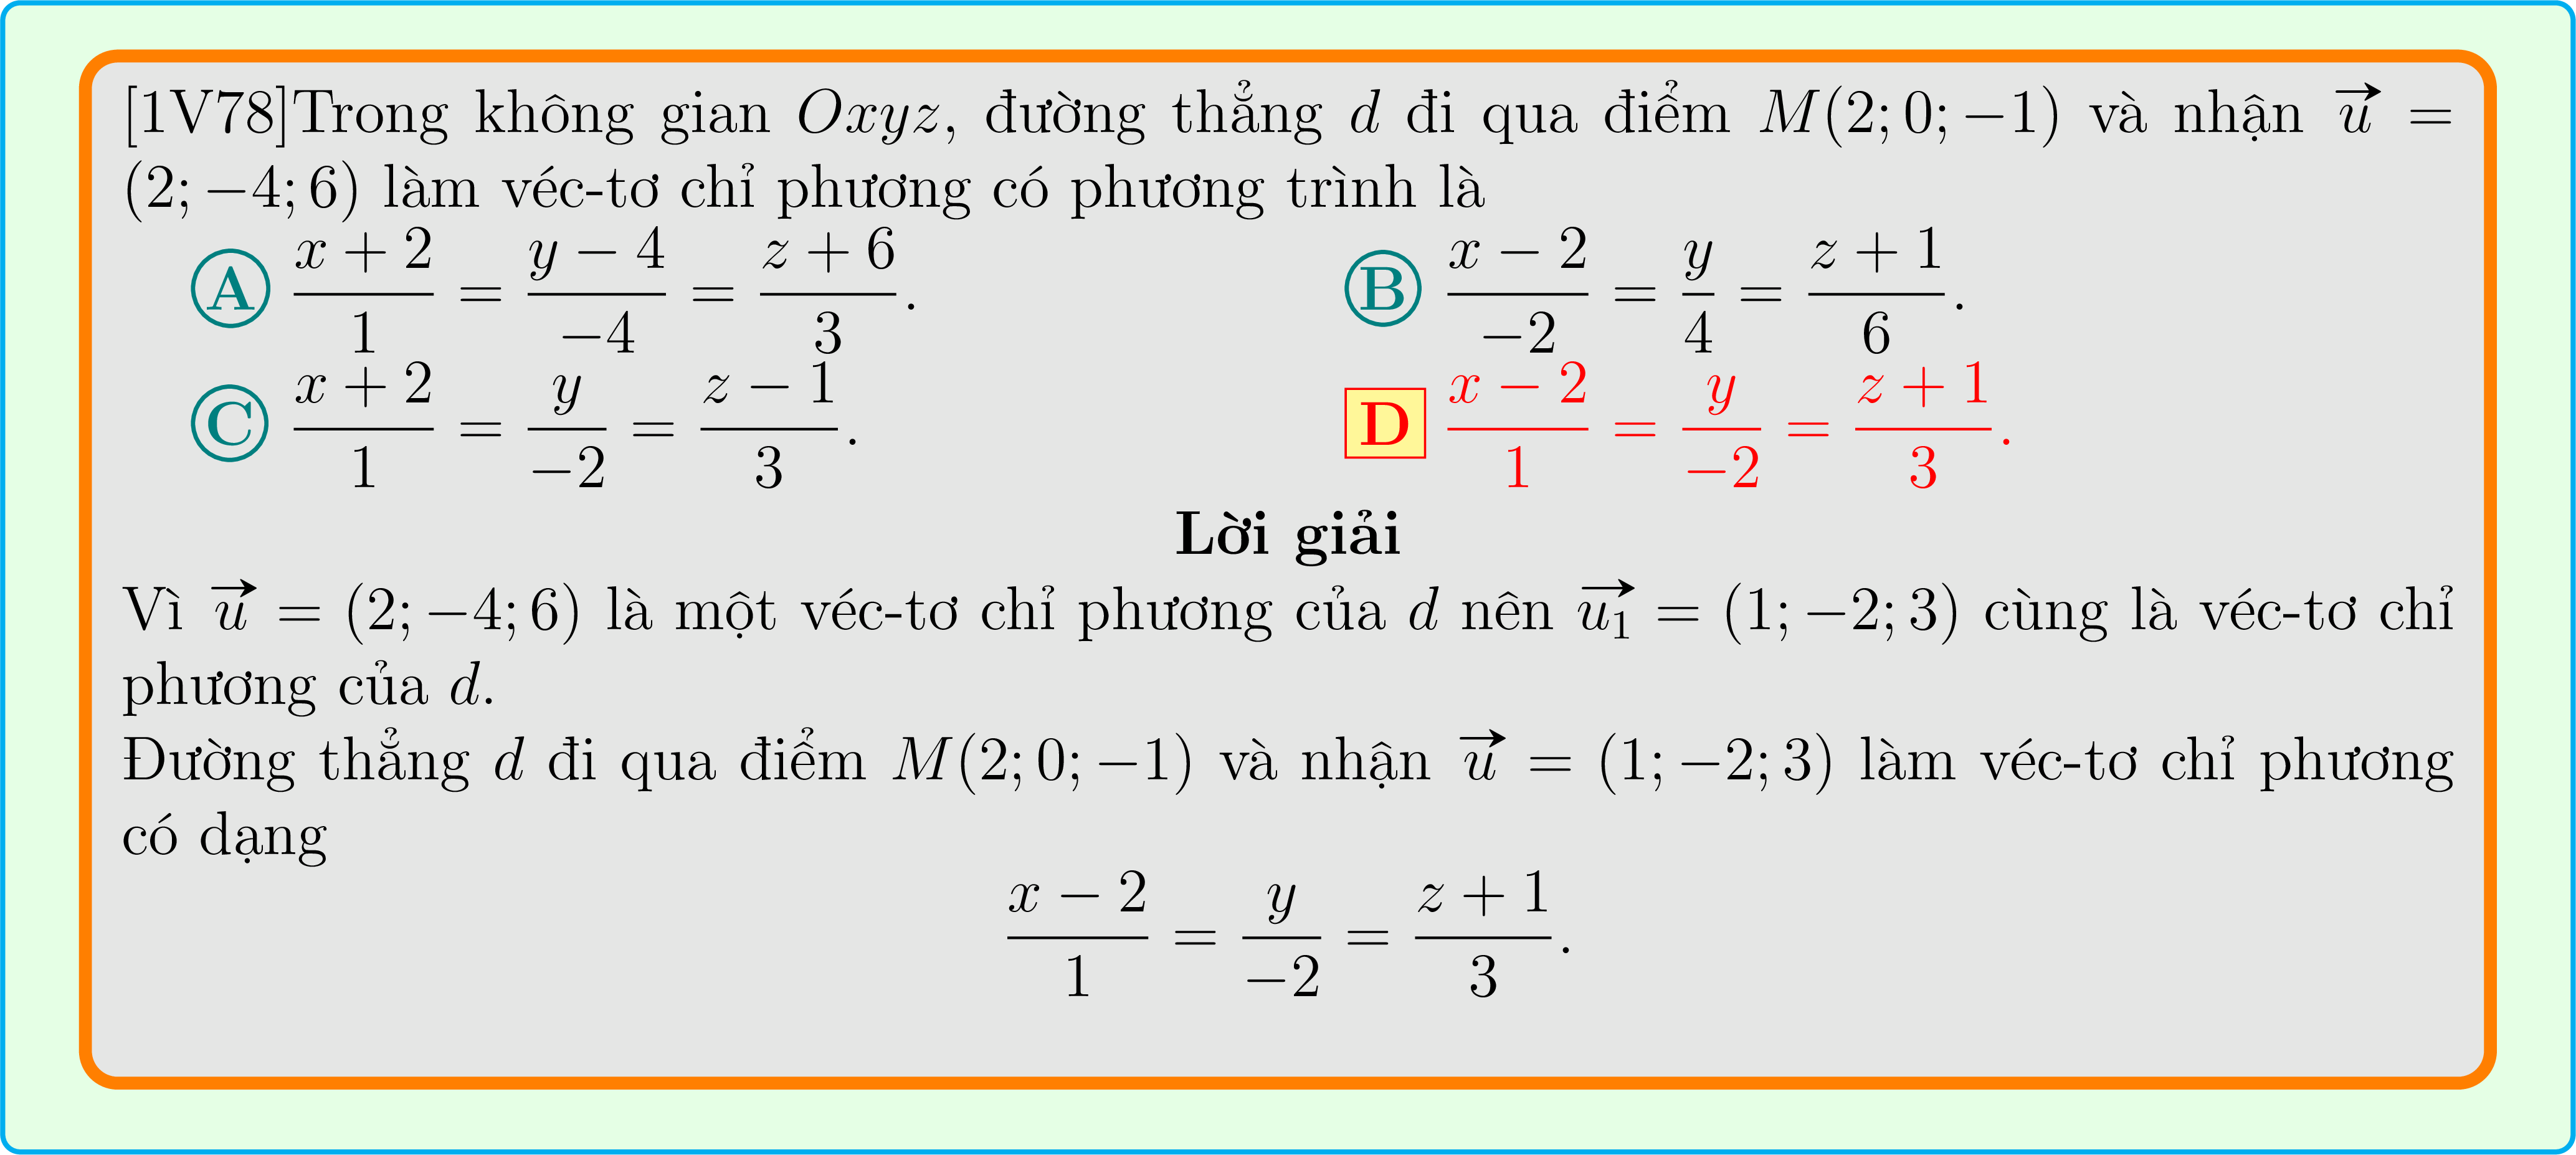 [1V78]Trong không gian Oxyz, đường thẳng d đi qua điểm M(2; 0; −1) và nhận $\overrightarrow{u}$ =
(2; −4; 6) làm véc-tơ chỉ phương có phương trình là
A $\frac{x+2}{1} = \frac{y-4}{-4} = \frac{z+6}{3}$. B $\frac{x-2}{-2} = \frac{y}{4} = \frac{z+1}{6}$.
C $\frac{x+2}{1} = \frac{y}{-2} = \frac{z-1}{3}$. D $\frac{x-2}{1} = \frac{y}{-2} = \frac{z+1}{3}$.
Lời giải
Vì $\overrightarrow{u}$ = (2; −4; 6) là một véc-tơ chỉ phương của d nên $\overrightarrow{u_1}$ = (1; −2; 3) cùng là véc-tơ chỉ
phương của d.
Đường thẳng d đi qua điểm M(2; 0; −1) và nhận $\overrightarrow{u}$ = (1; −2; 3) làm véc-tơ chỉ phương
có dạng
$\frac{x-2}{1} = \frac{y}{-2} = \frac{z+1}{3}$.